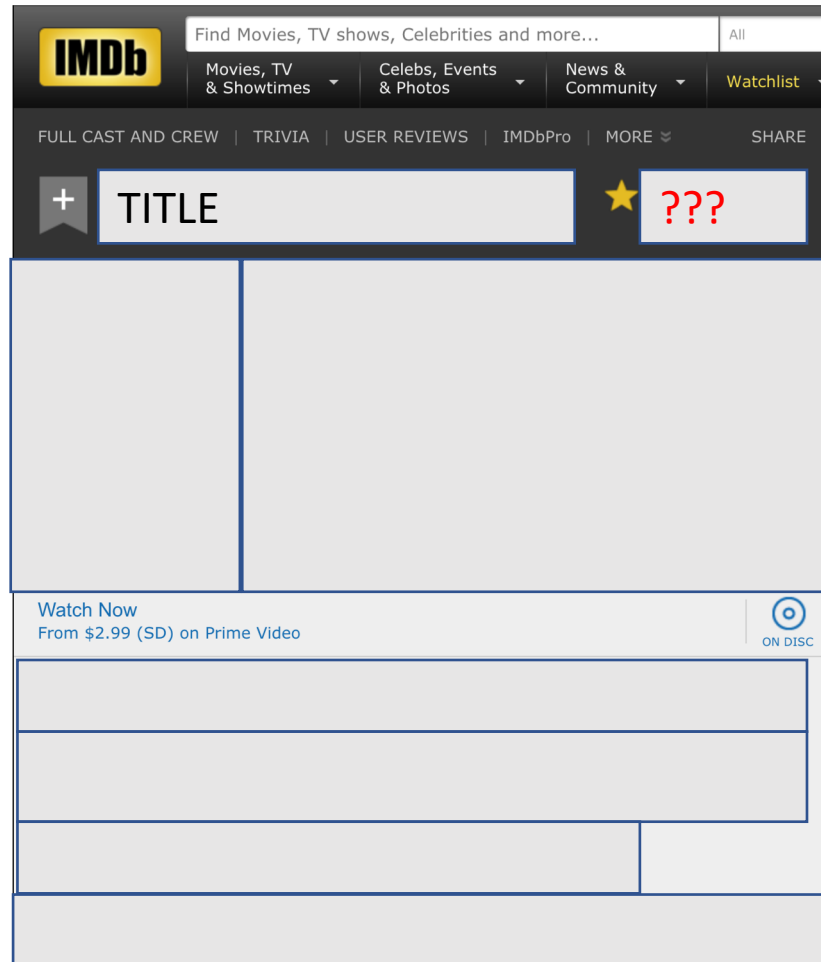 IMDb
Find Movies, TV shows, Celebrities and more...
All
Movies, TV
& Showtimes
Celebs, Events
& Photos
News &
Community
Watchlist
FULL CAST AND CREW | TRIVIA | USER REVIEWS | IMDbPro | MORE
SHARE
+
TITLE
???
Watch Now
From $2.99 (SD) on Prime Video
ON DISC